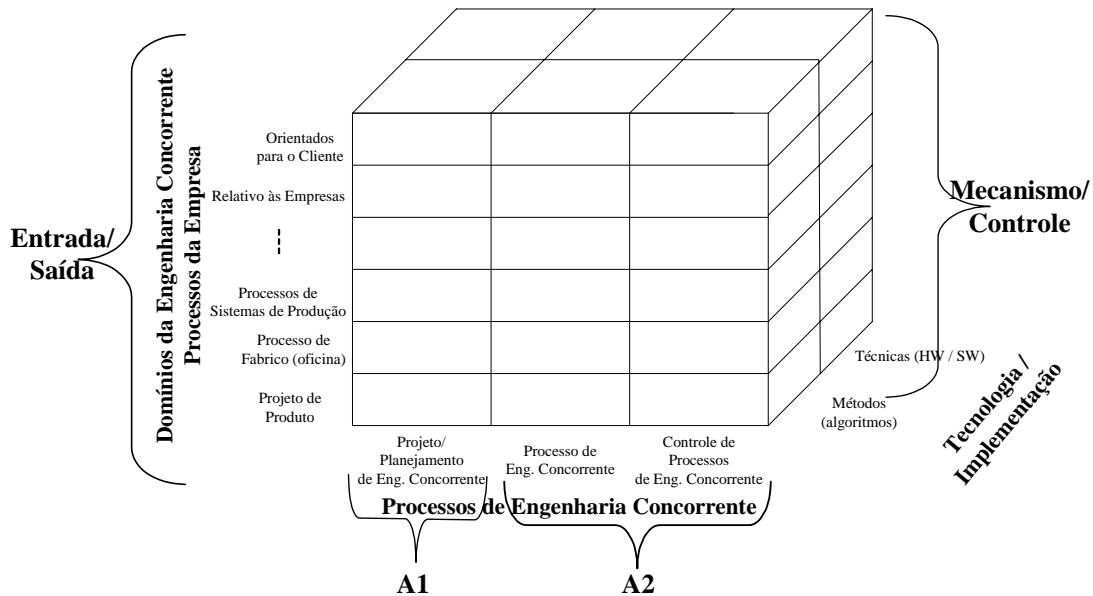 Entrada/
Saída
Domínios da Engenharia Concorrente
Processos da Empresa
Orientados
para o Cliente
Relativo às Empresas
Processos de
Sistemas de Produção
Processo de
Fabrico (oficina)
Projeto de
Produto
Mecanismo/
Controle
Técnicas (HW / SW)
Métodos
(algoritmos)
Tecnologia /
Implementação
Projeto/
Planejamento
de Eng. Concorrente
Processo de
Eng. Concorrente
Controle de
Processos
de Eng. Concorrente
Processos de Engenharia Concorrente
A1
A2